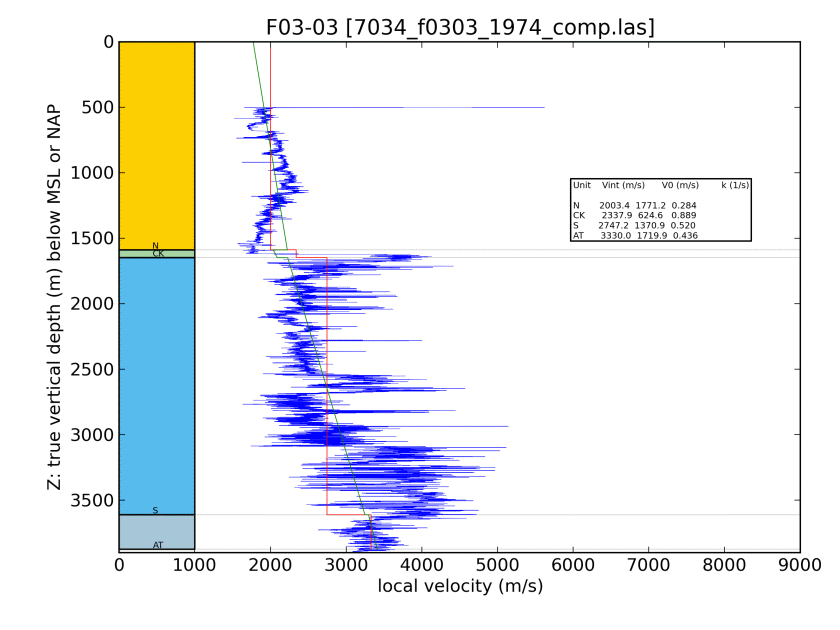 F03-03 [7034_f0303_1974_comp.las]
0
500
1000
1500
2000
2500
3000
3500
Z: true vertical depth (m) below MSL or NAP
N
CK
S
AT
Unit Vint (m/s) V0 (m/s) k (1/s)
N 2003.4 1771.2 0.284
CK 2337.9 624.6 0.889
S 2747.2 1370.9 0.520
AT 3330.0 1719.9 0.436
0 1000 2000 3000 4000 5000 6000 7000 8000 9000
local velocity (m/s)